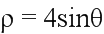 ρ = 4sinθ